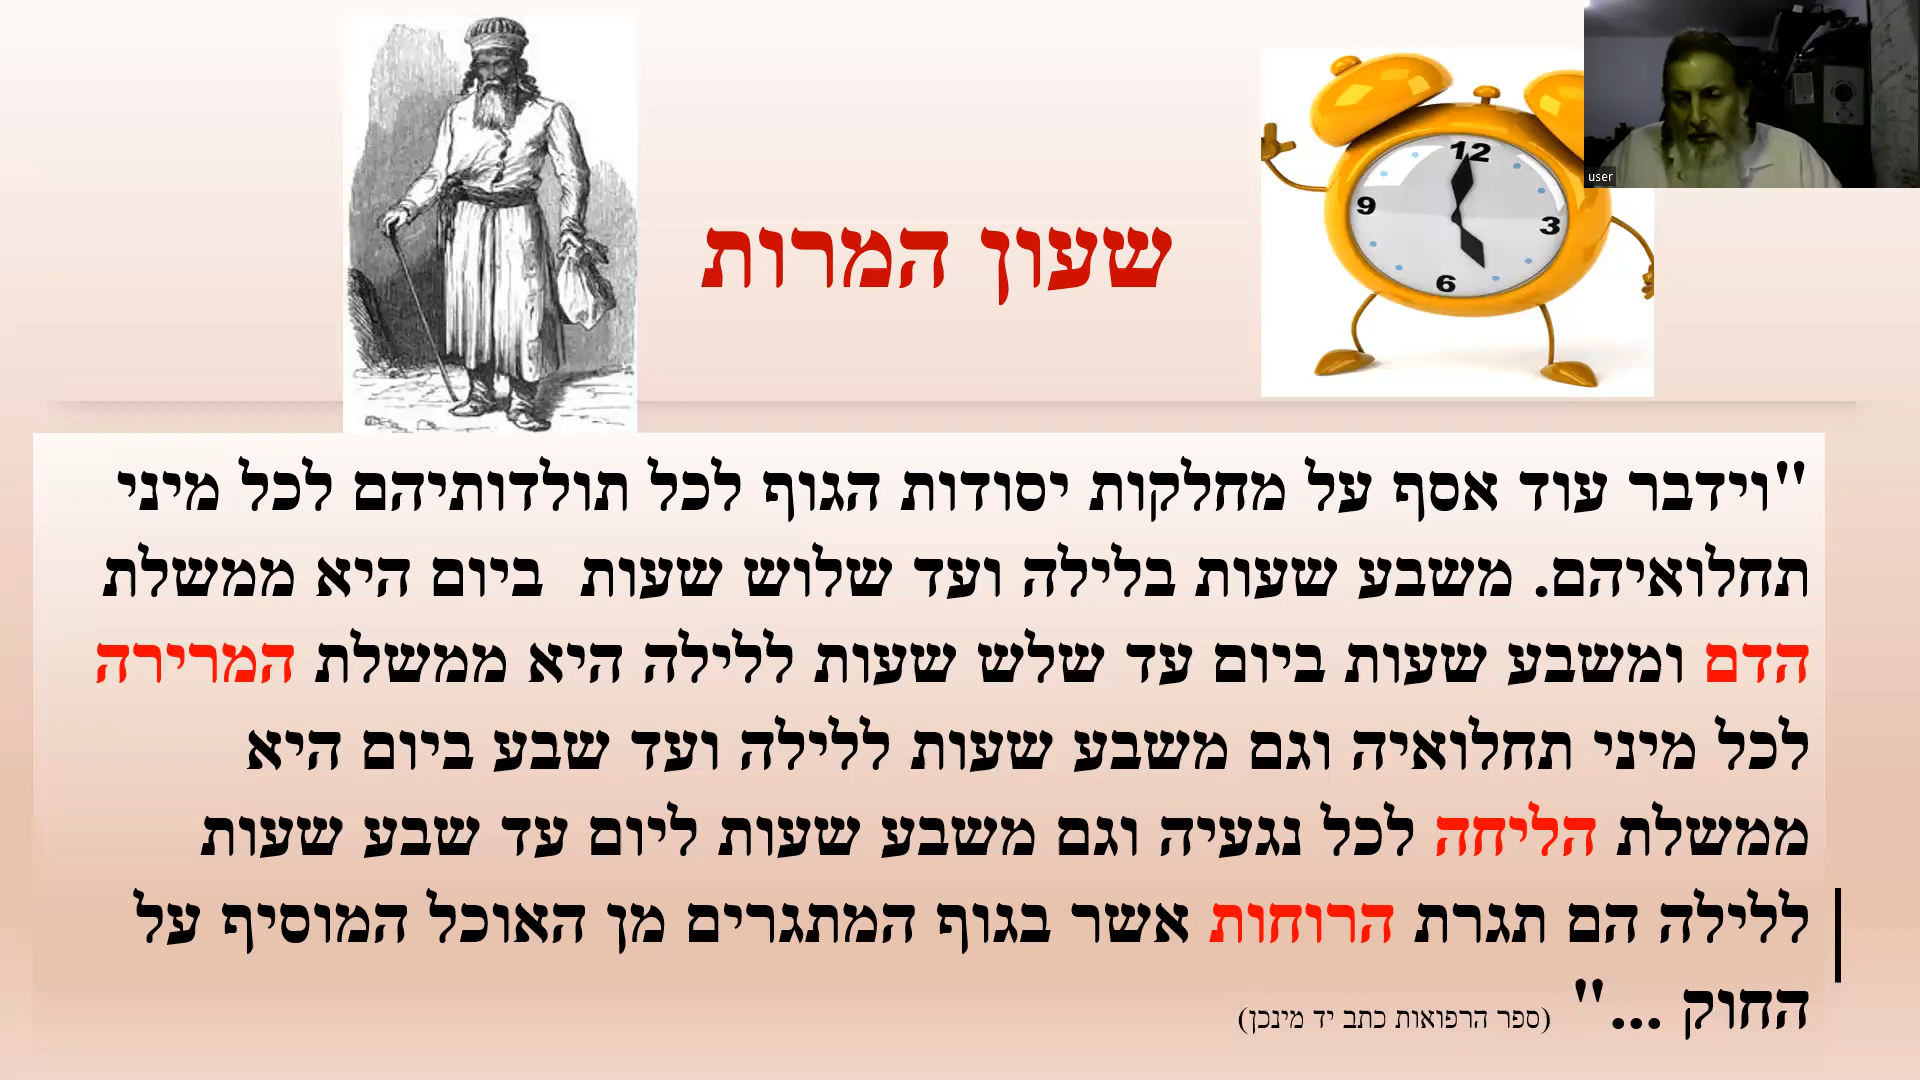 שעון המרות
12
9
3
6
user
"וידבר עוד אסף על מחלקות יסודות הגוף לכל תולדותיהם לכל מיני
תחלואיהם. משבע שעות בלילה ועד שלוש שעות ביום היא ממשלת
הדם ומשבע שעות ביום עד שלש שעות ללילה היא ממשלת המרירה
לכל מיני תחלואיה וגם משבע שעות ללילה ועד שבע ביום היא
ממשלת הליחה לכל נגעיה וגם משבע שעות ליום עד שבע שעות
ללילה הם תגרת הרוחות אשר בגוף המתגרים מן האוכל המוסיף על
החוק ..." (ספר הרפואות כתב יד מינכן)